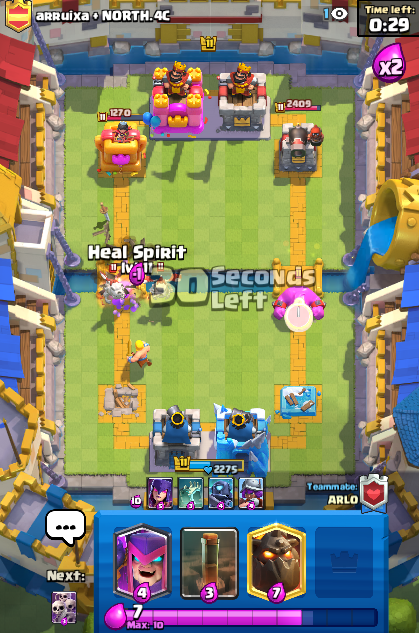 arruixa + NORTH.4C
1
Time left:
0:29
x2
1270
2409
Heal Spirit
30 Seconds
Left
2275
Teammate:
ARLO
10
...
Next:
4
3
7
7
Max: 10